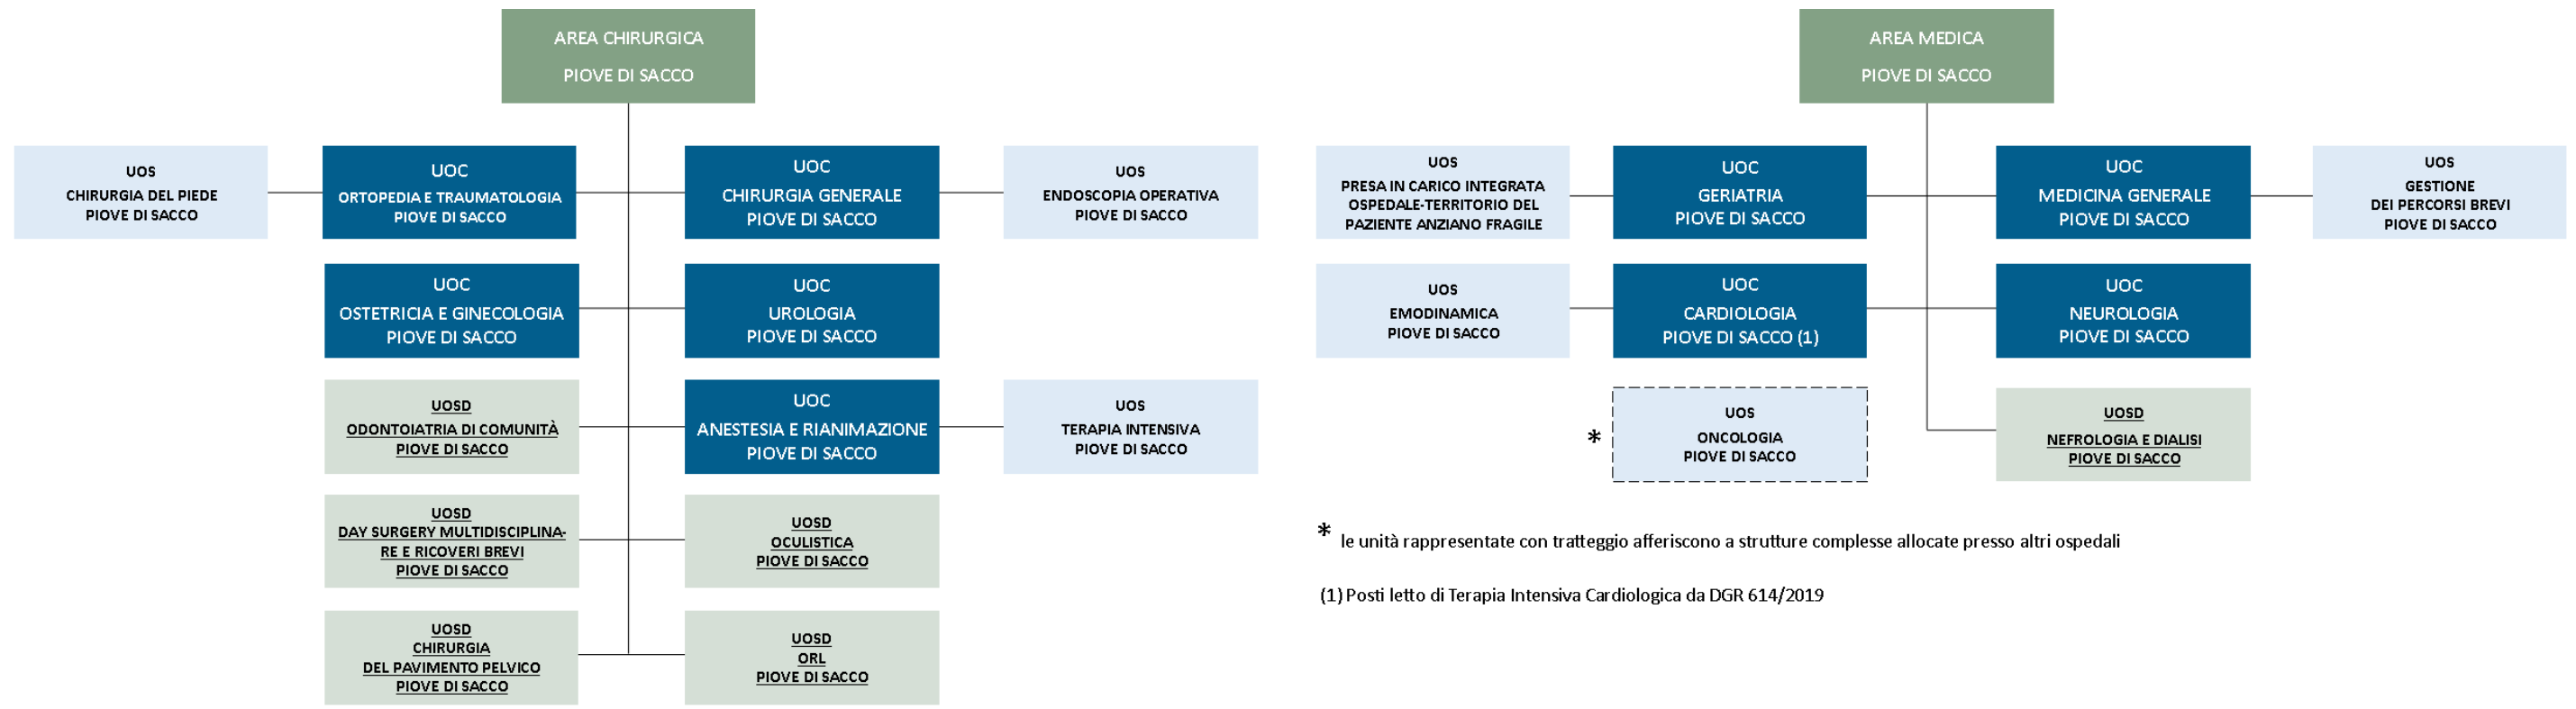 AREA CHIRURGICA
PIOVE DI SACCO
UOS
CHIRURGIA DEL PIEDE
PIOVE DI SACCO
UOC
ORTOPEDIA E TRAUMATOLOGIA
PIOVE DI SACCO
UOC
CHIRURGIA GENERALE
PIOVE DI SACCO
UOS
ENDOSCOPIA OPERATIVA
PIOVE DI SACCO
UOC
OSTETRICIA E GINECOLOGIA
PIOVE DI SACCO
UOC
UROLOGIA
PIOVE DI SACCO
UOSD
ODONTOIATRIA DI COMUNITÀ
PIOVE DI SACCO
UOC
ANESTESIA E RIANIMAZIONE
PIOVE DI SACCO
UOS
TERAPIA INTENSIVA
PIOVE DI SACCO
UOSD
DAY SURGERY MULTIDISCIPLINA-
RE E RICOVERI BREVI
PIOVE DI SACCO
UOSD
OCULISTICA
PIOVE DI SACCO
UOSD
CHIRURGIA
DEL PAVIMENTO PELVICO
PIOVE DI SACCO
UOSD
ORL
PIOVE DI SACCO
AREA MEDICA
PIOVE DI SACCO
UOS
PRESA IN CARICO INTEGRATA
OSPEDALE-TERRITORIO DEL
PAZIENTE ANZIANO FRAGILE
UOC
GERIATRIA
PIOVE DI SACCO
UOC
MEDICINA GENERALE
PIOVE DI SACCO
UOS
GESTIONE
DEI PERCORSI BREVI
PIOVE DI SACCO
UOS
EMODINAMICA
PIOVE DI SACCO
UOC
CARDIOLOGIA
PIOVE DI SACCO (1)
UOC
NEUROLOGIA
PIOVE DI SACCO
*
UOS
ONCOLOGIA
PIOVE DI SACCO
UOSD
NEFROLOGIA E DIALISI
PIOVE DI SACCO
* le unità rappresentate con tratteggio afferiscono a strutture complesse allocate presso altri ospedali
(1) Posti letto di Terapia Intensiva Cardiologica da DGR 614/2019